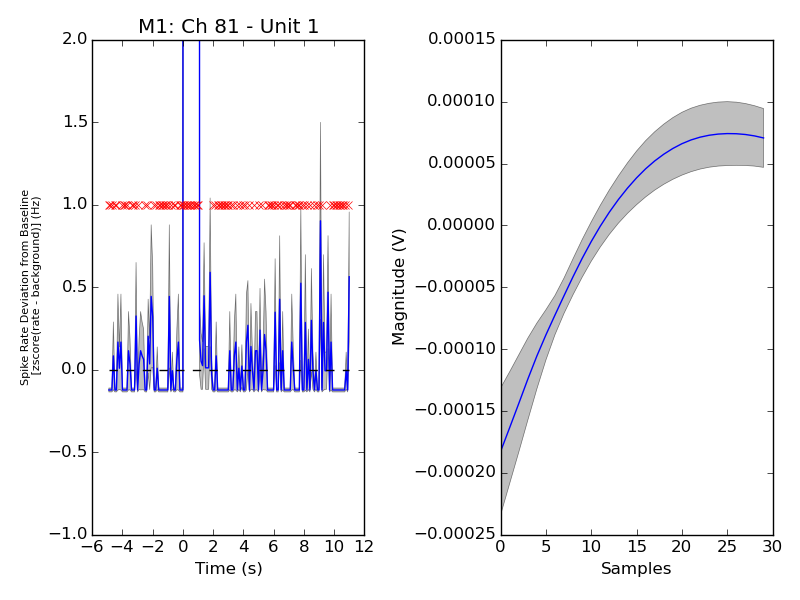 M1: Ch 81 - Unit 1
2.0
1.5
1.0
0.5
0.0
−0.5
−1.0
−6 −4 −2 0 2 4 6 8 10 12
Time (s)
Spike Rate Deviation from Baseline
[zscore(rate - background)] (Hz)
0.00015
0.00010
0.00005
0.00000
−0.00005
−0.00010
−0.00015
−0.00020
−0.00025
0 5 10 15 20 25 30
Samples
Magnitude (V)